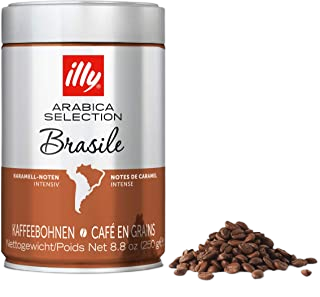 illy
ARABICA
SELECTION
Brasile
KARAMELL-NOTEN NOTES DE CARAMEL
INTENSIV INTENSE
KAFFEEBOHNEN CAFÉ EN GRAINS
Nettogewicht/Poids Net 8.8 oz (250 g) e